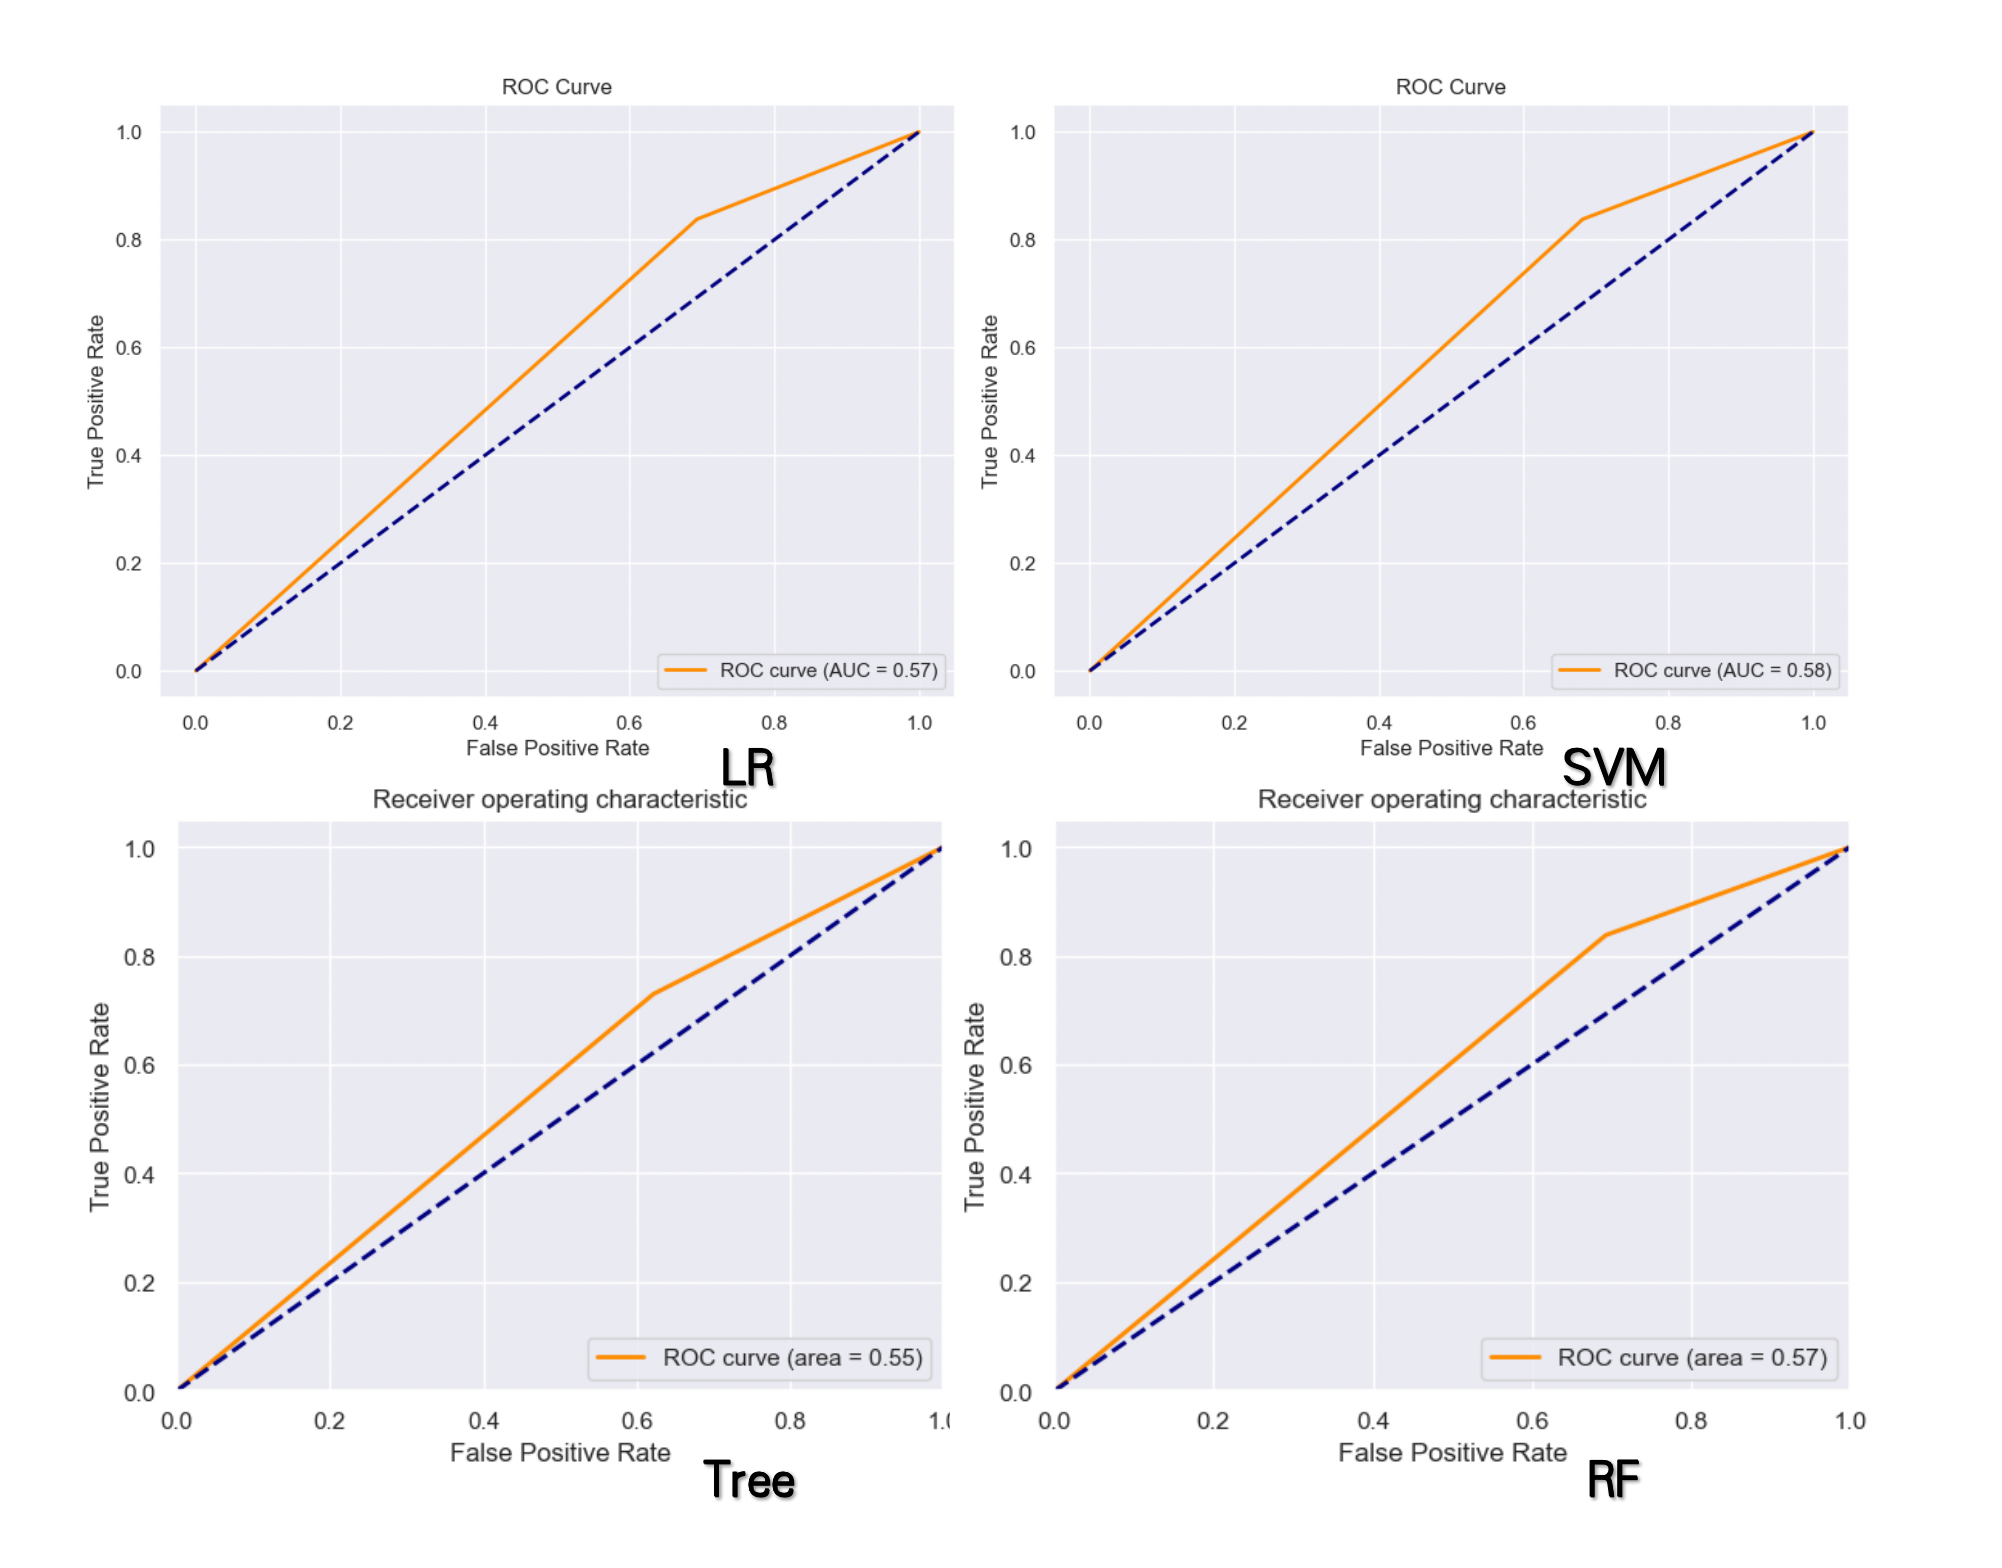 ROC Curve
1.0
0.8
0.6
0.4
0.2
0.0
True Positive Rate
ROC curve (AUC = 0.57)
0.0 0.2 0.4 0.6 0.8 1.0
False Positive Rate
LR
ROC Curve
1.0
0.8
0.6
0.4
0.2
0.0
True Positive Rate
ROC curve (AUC = 0.58)
0.0 0.2 0.4 0.6 0.8 1.0
False Positive Rate
SVM
Receiver operating characteristic
1.0
0.8
0.6
0.4
0.2
0.0
True Positive Rate
ROC curve (area = 0.55)
0.0 0.2 0.4 0.6 0.8
False Positive Rate
Tree
Receiver operating characteristic
1.0
0.8
0.6
0.4
0.2
0.0
True Positive Rate
ROC curve (area = 0.57)
0.0 0.2 0.4 0.6 0.8 1.0
False Positive Rate
RF